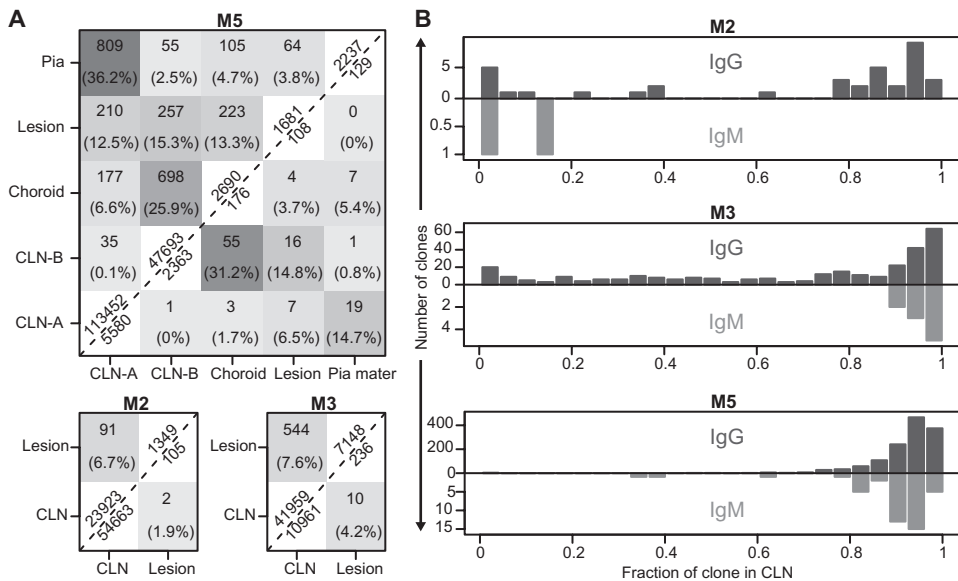 A
M5
Pia
809
55
105
64
2237
129
(36.2%)
(2.5%)
(4.7%)
(3.8%)
Lesion
210
257
223
1681
108
0
(12.5%)
(15.3%)
(13.3%)
(0%)
Choroid
177
698
2690
176
4
7
(6.6%)
(25.9%)
(3.7%)
(5.4%)
CLN-B
35
47693
2363
55
16
1
(0.1%)
(31.2%)
(14.8%)
(0.8%)
CLN-A
113452
5580
1
3
7
19
(0%)
(1.7%)
(6.5%)
(14.7%)
CLN-A
CLN-B
Choroid
Lesion
Pia mater
M2
Lesion
91
1349
105
(6.7%)
CLN
23923
54663
2
(1.9%)
CLN
Lesion
M3
Lesion
544
7148
236
(7.6%)
CLN
41959
10961
10
(4.2%)
CLN
Lesion
B
Number of clones
M2
IgG
IgM
5
0
0.5
1
0
0.2
0.4
0.6
0.8
1
M3
IgG
IgM
60
40
20
0
2
4
0
0.2
0.4
0.6
0.8
1
M5
IgG
IgM
400
200
0
5
10
15
0
0.2
0.4
0.6
0.8
1
Fraction of clone in CLN